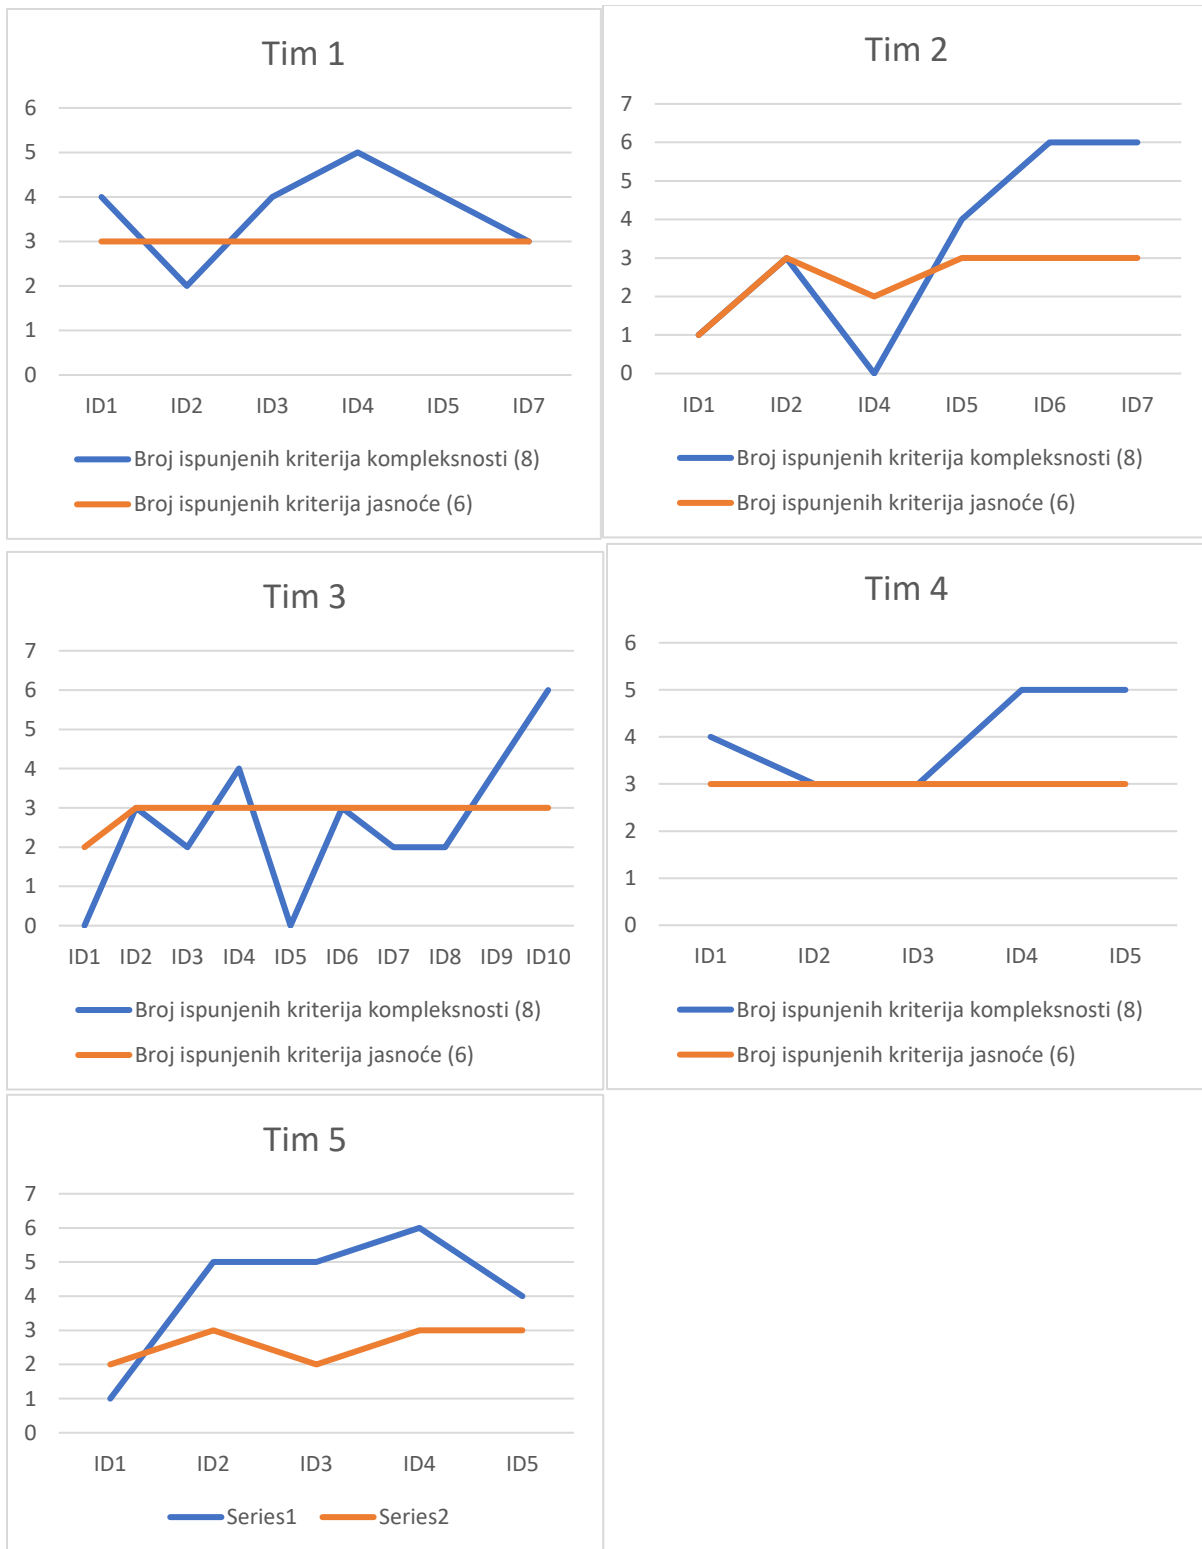 Tim 1
6
5
4
3
2
1
0
ID1 ID2 ID3 ID4 ID5 ID7
Broj ispunjenih kriterija kompleksnosti (8)
Broj ispunjenih kriterija jasnoće (6)
Tim 2
7
6
5
4
3
2
1
0
ID1 ID2 ID4 ID5 ID6 ID7
Broj ispunjenih kriterija kompleksnosti (8)
Broj ispunjenih kriterija jasnoće (6)
Tim 3
7
6
5
4
3
2
1
0
ID1 ID2 ID3 ID4 ID5 ID6 ID7 ID8 ID9 ID10
Broj ispunjenih kriterija kompleksnosti (8)
Broj ispunjenih kriterija jasnoće (6)
Tim 4
6
5
4
3
2
1
0
ID1 ID2 ID3 ID4 ID5
Broj ispunjenih kriterija kompleksnosti (8)
Broj ispunjenih kriterija jasnoće (6)
Tim 5
7
6
5
4
3
2
1
0
ID1 ID2 ID3 ID4 ID5
Series1 Series2